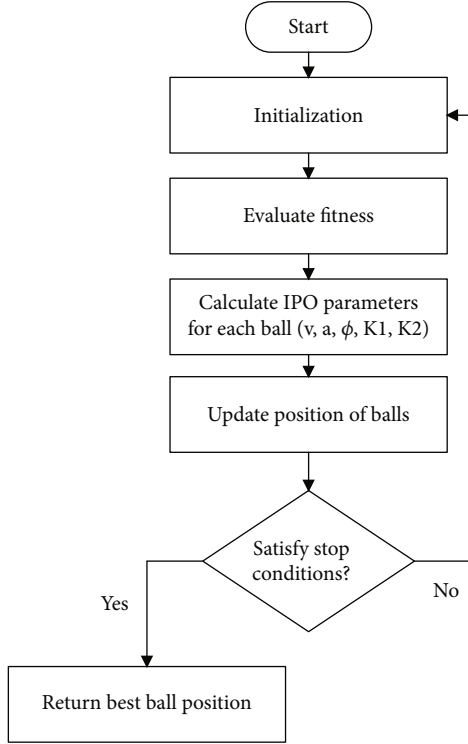 Start
Initialization
Evaluate fitness
Calculate IPO parameters
for each ball (v, a, ϕ, K1, K2)
Update position of balls
Satisfy stop
conditions?
Yes
No
Return best ball position